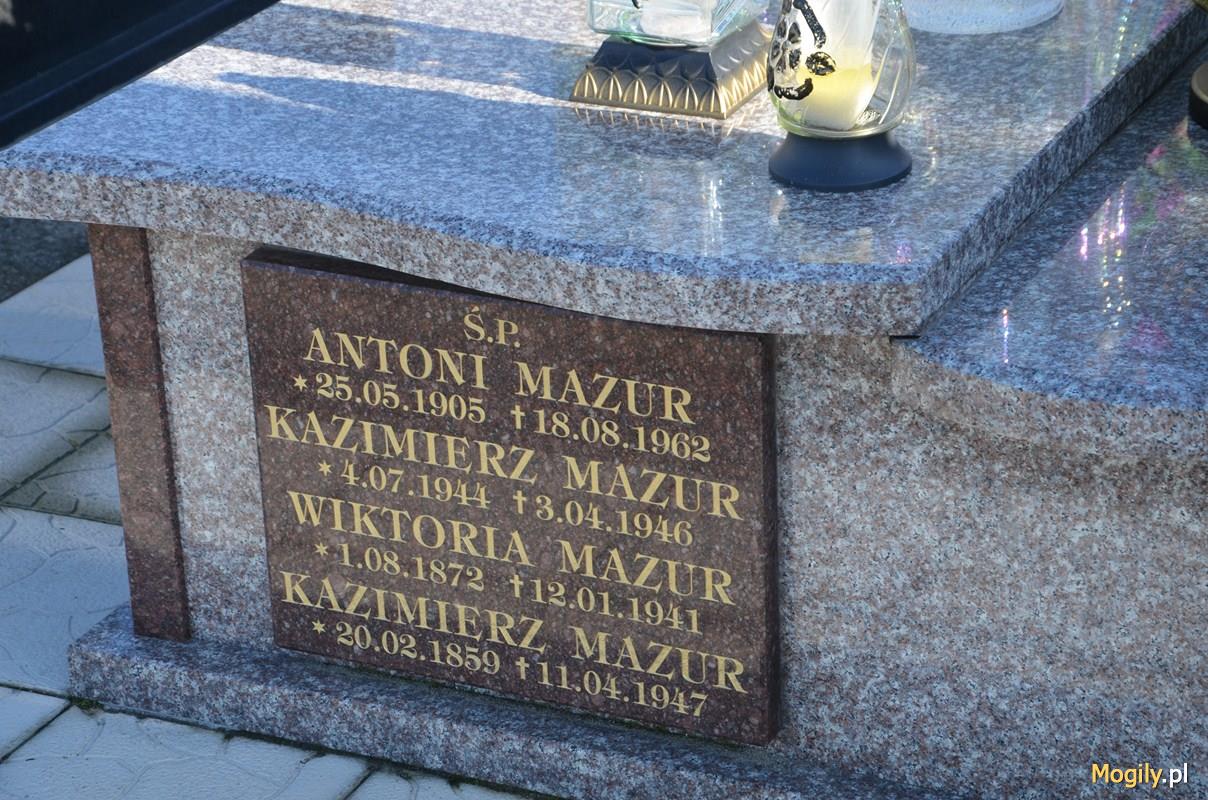 Ś.P.
ANTONI MAZUR
* 25.05.1905 † 18.08.1962
KAZIMIERZ MAZUR
* 4.07.1944 † 3.04.1946
WIKTORIA MAZUR
* 1.08.1872 † 12.01.1941
KAZIMIERZ MAZUR
* 20.02.1859 † 11.04.1947
Mogily.pl